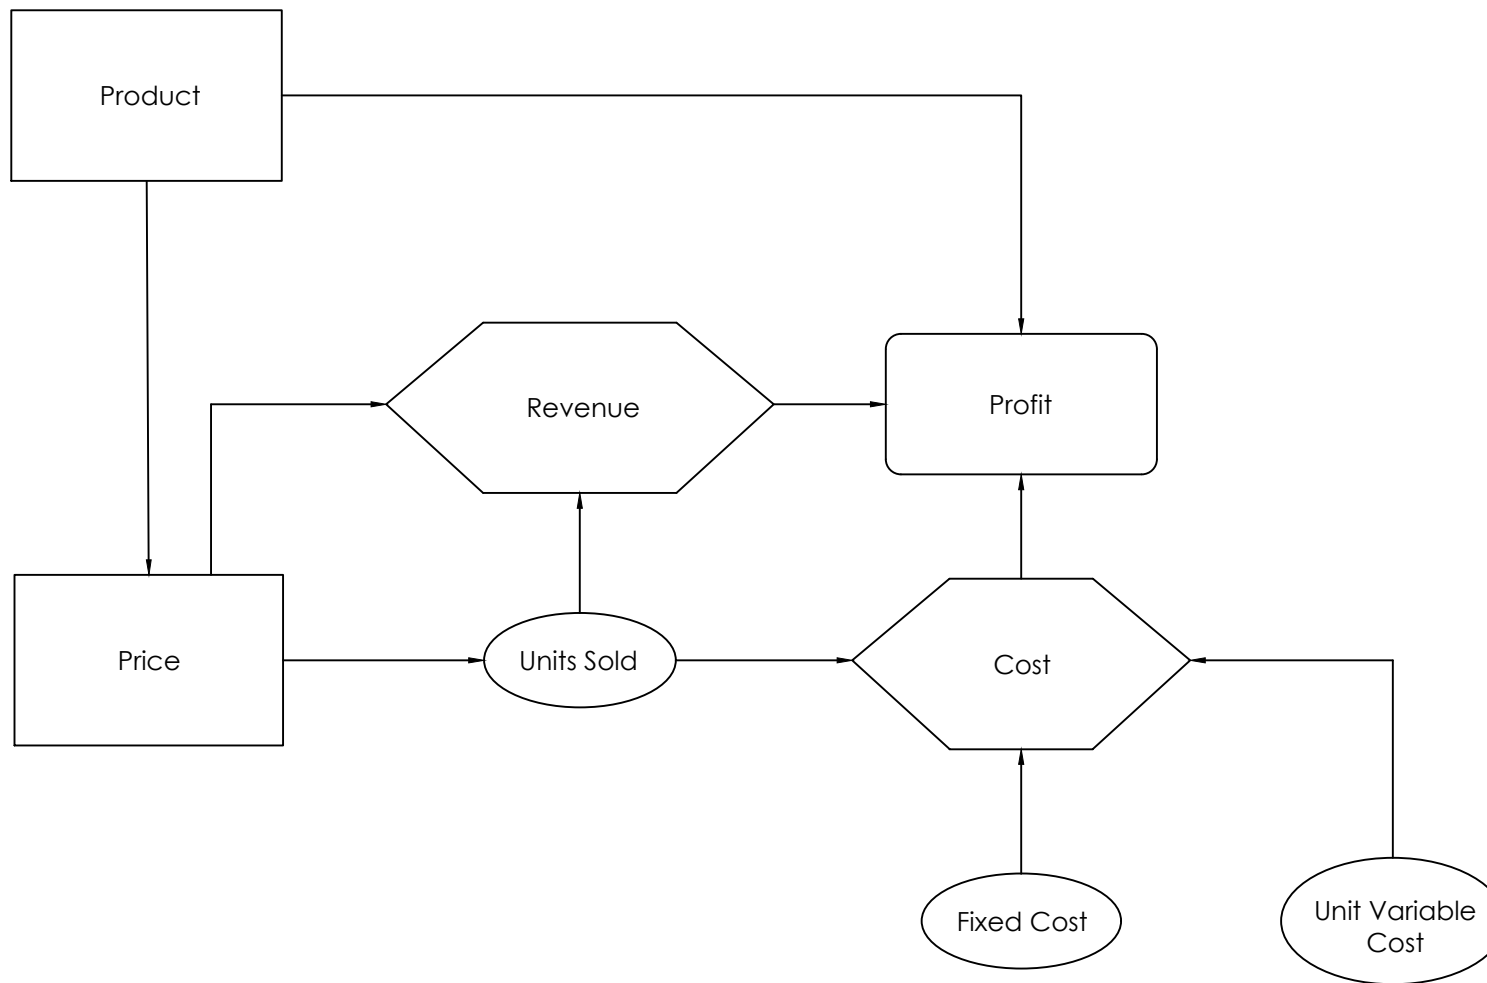 Product
Revenue
Profit
Price
Units Sold
Cost
Fixed Cost
Unit Variable
Cost